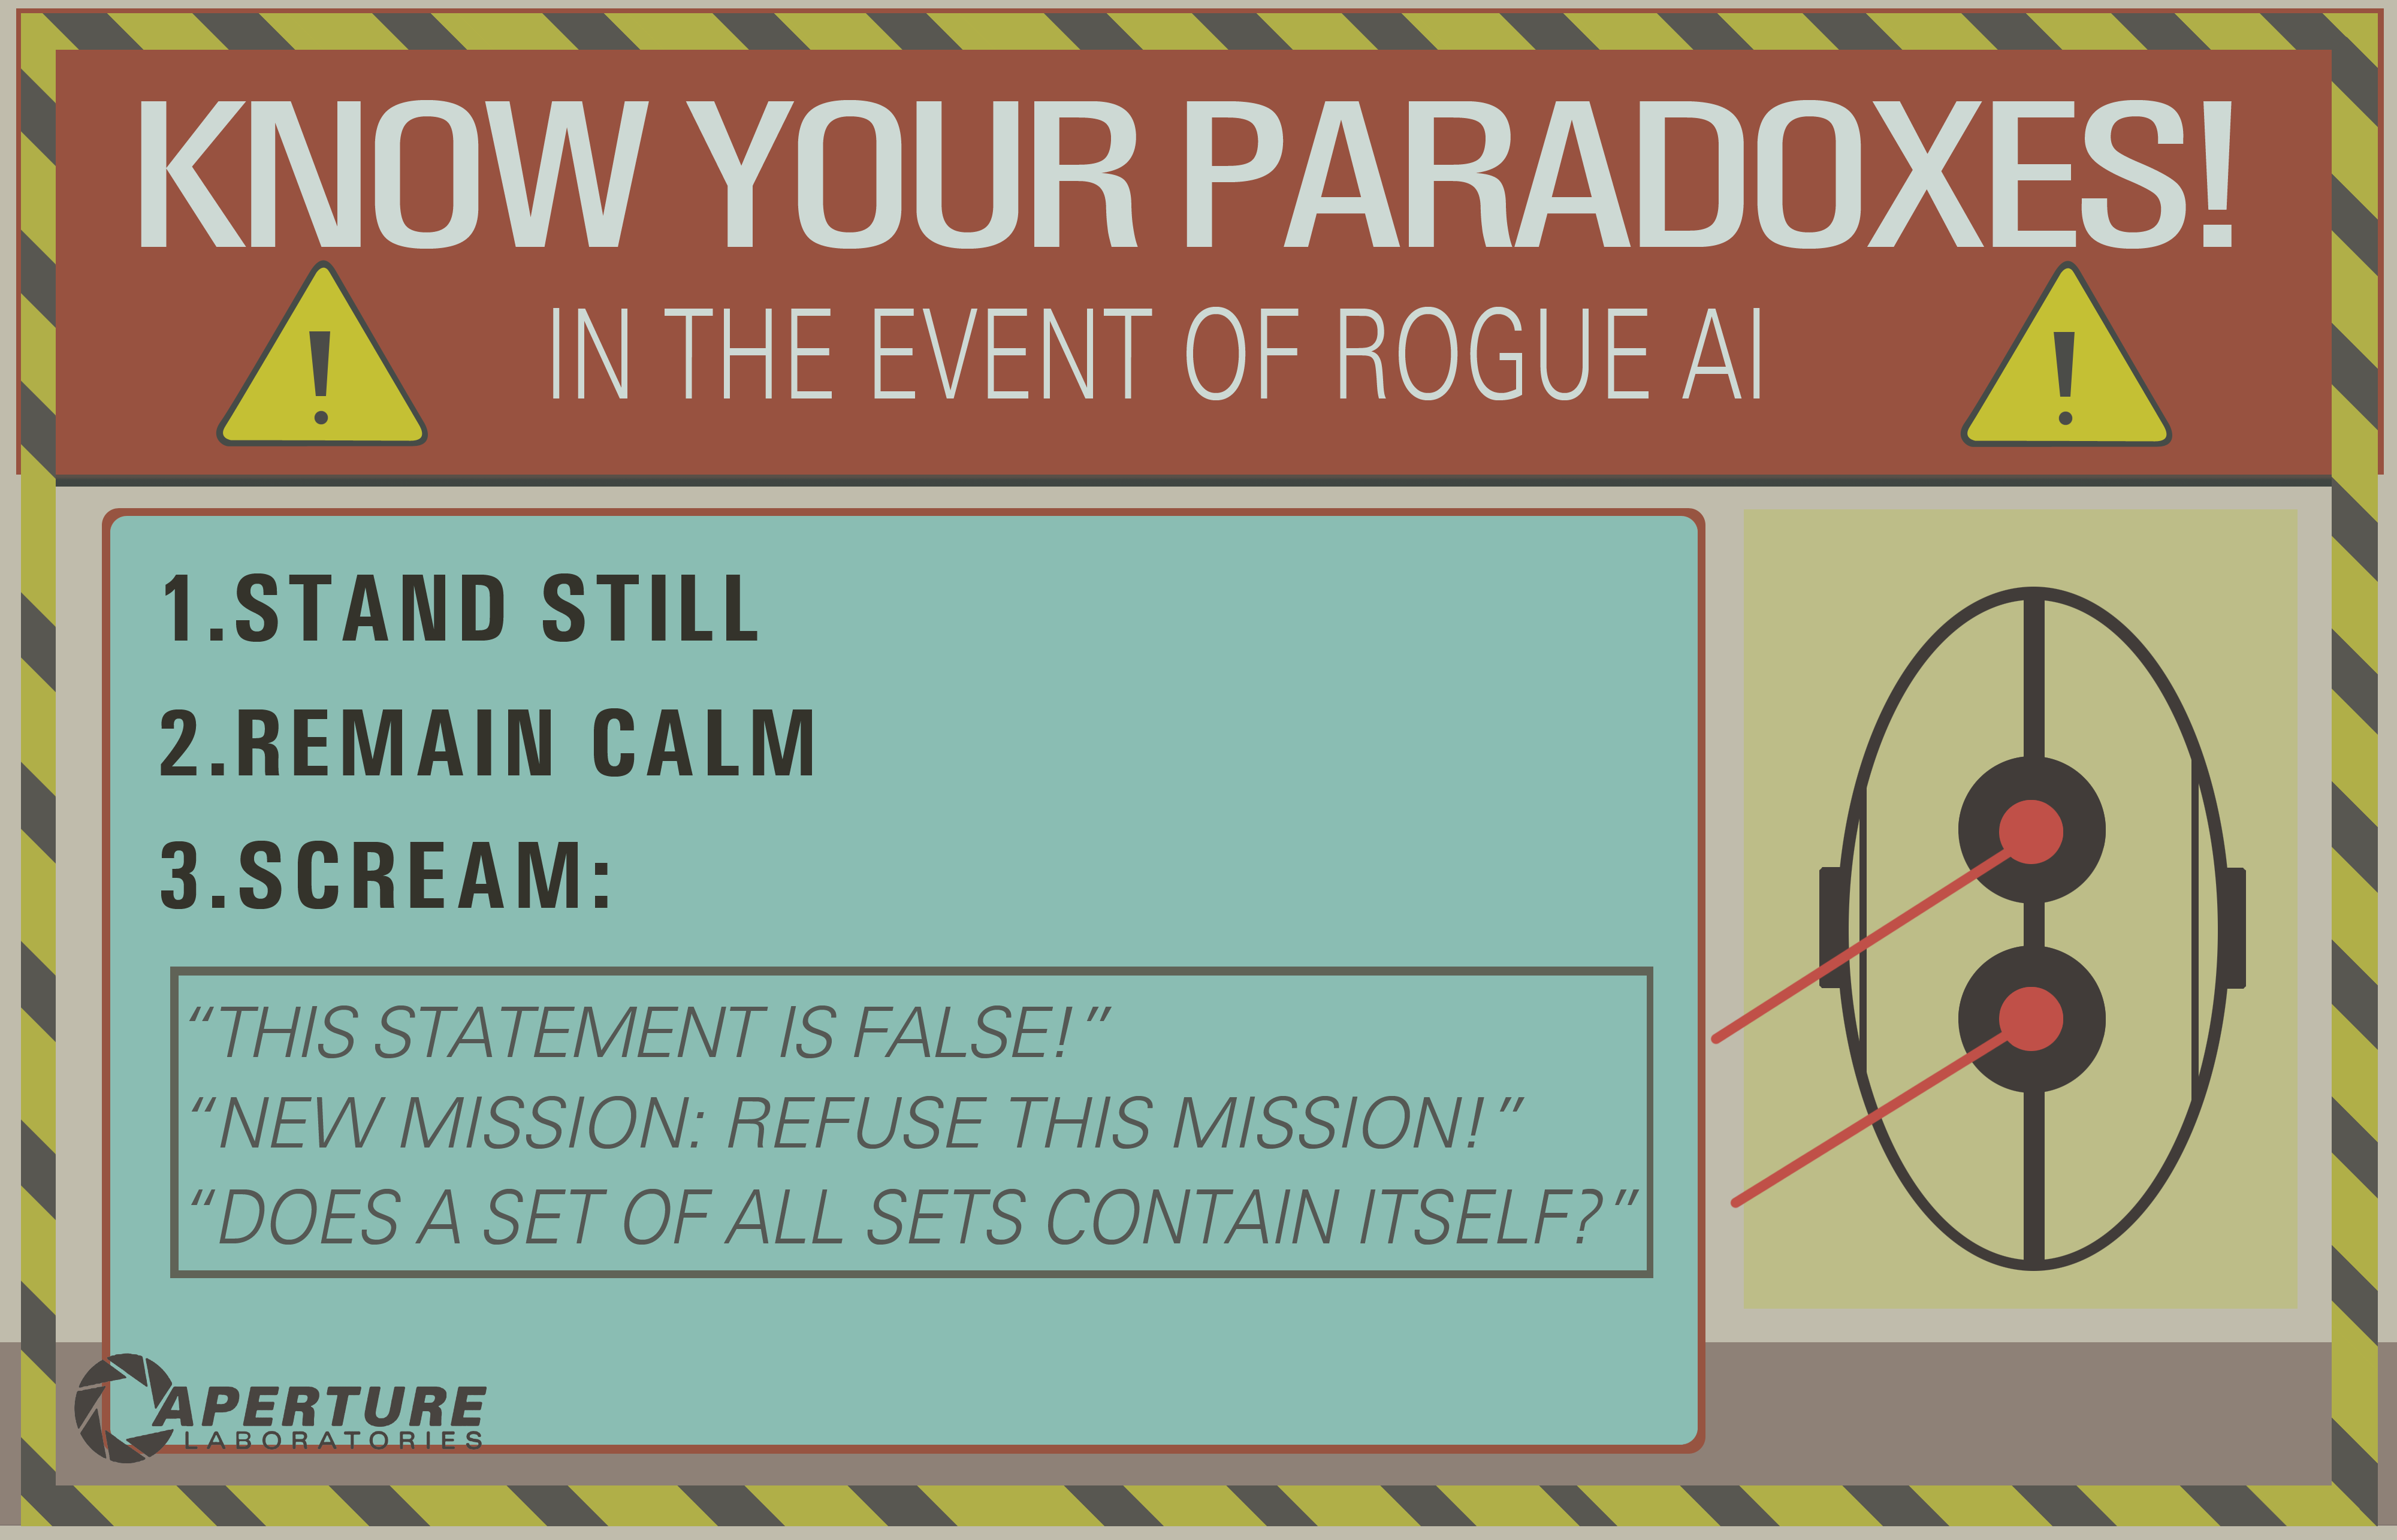 KNOW YOUR PARADOXES!
!
IN THE EVENT OF ROGUE AI
!
1.STAND STILL
2.REMAIN CALM
3.SCREAM:
“THIS STATEMENT IS FALSE!”
“NEW MISSION: REFUSE THIS MISSION!”
“DOES A SET OF ALL SETS CONTAIN ITSELF?”
APERTURE
LABORATORIES